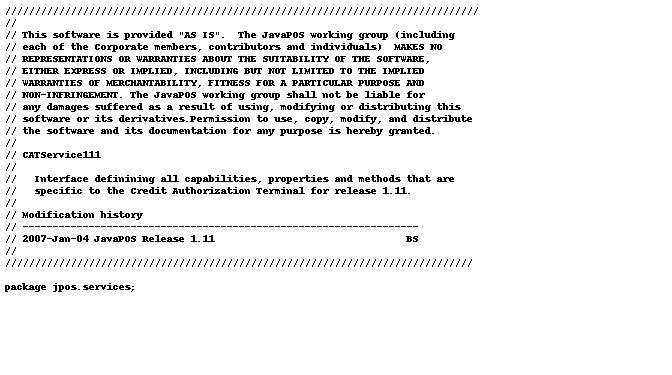 //////////////////////////////////////////////////////////////////////////////
//
// This software is provided "AS IS".  The JavaPOS working group (including
// each of the Corporate members, contributors and individuals)  MAKES NO
// REPRESENTATIONS OR WARRANTIES ABOUT THE SUITABILITY OF THE SOFTWARE,
// EITHER EXPRESS OR IMPLIED, INCLUDING BUT NOT LIMITED TO THE IMPLIED
// WARRANTIES OF MERCHANTABILITY, FITNESS FOR A PARTICULAR PURPOSE AND
// NON-INFRINGEMENT. The JavaPOS working group shall not be liable for
// any damages suffered as a result of using, modifying or distributing this
// software or its derivatives.Permission to use, copy, modify, and distribute
// the software and its documentation for any purpose is hereby granted.
//
// CATService111
//
//   Interface definining all capabilities, properties and methods that are
//   specific to the Credit Authorization Terminal for release 1.11.
//
// Modification history
// ------------------------------------------------------------------
// 2007-Jan-04 JavaPOS Release 1.11                                BS
//
/////////////////////////////////////////////////////////////////////////////
package jpos.services;